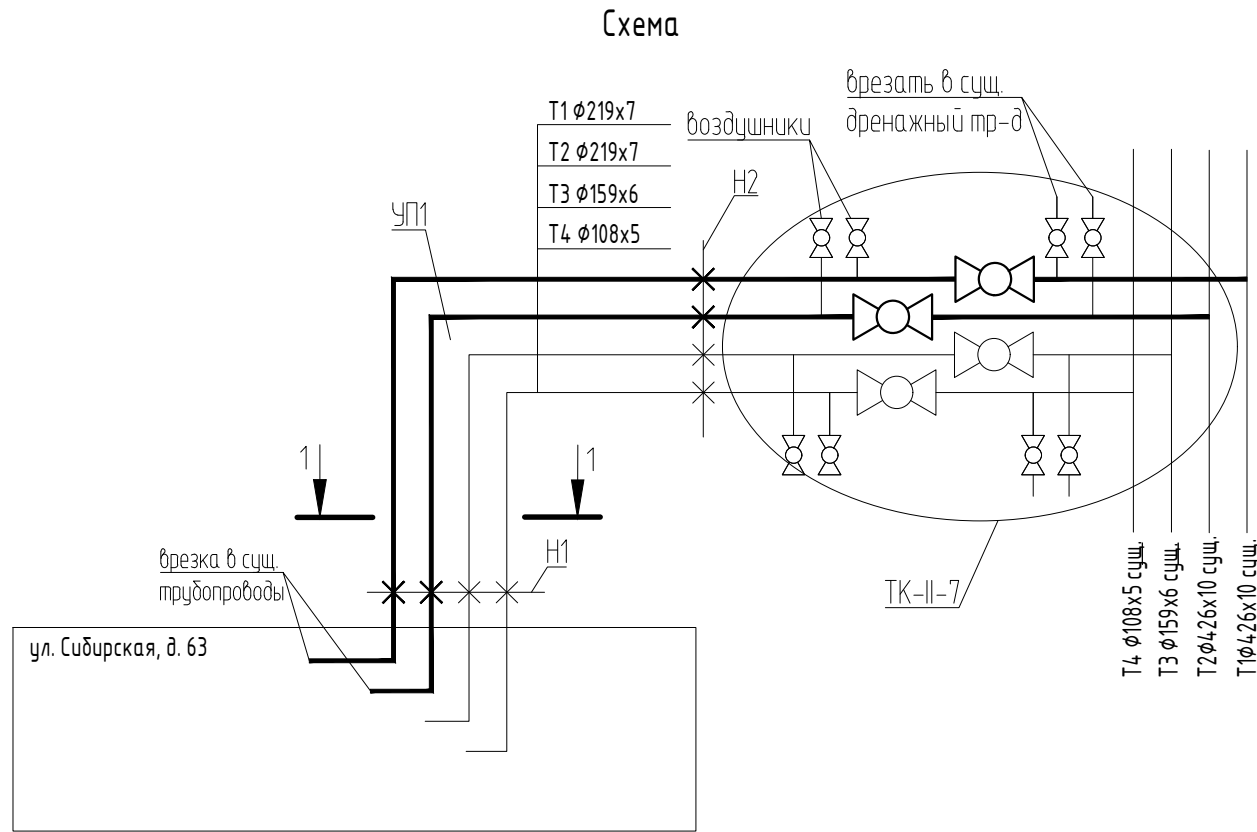 Схема
врезать в сущ.
дренажный тр-д
воздушники
Т1 ф219х7
Т2 ф219х7
Т3 ф159х6
Т4 ф108х5
Н2
УП1
1
1
врезка в сущ.
трубопроводы
Н1
ТК-II-7
ул. Сибирская, д. 63
Т4 ф108х5 сущ.
Т3 ф159х6 сущ.
Т2ф426х10 сущ.
Т1ф426х10 сущ.